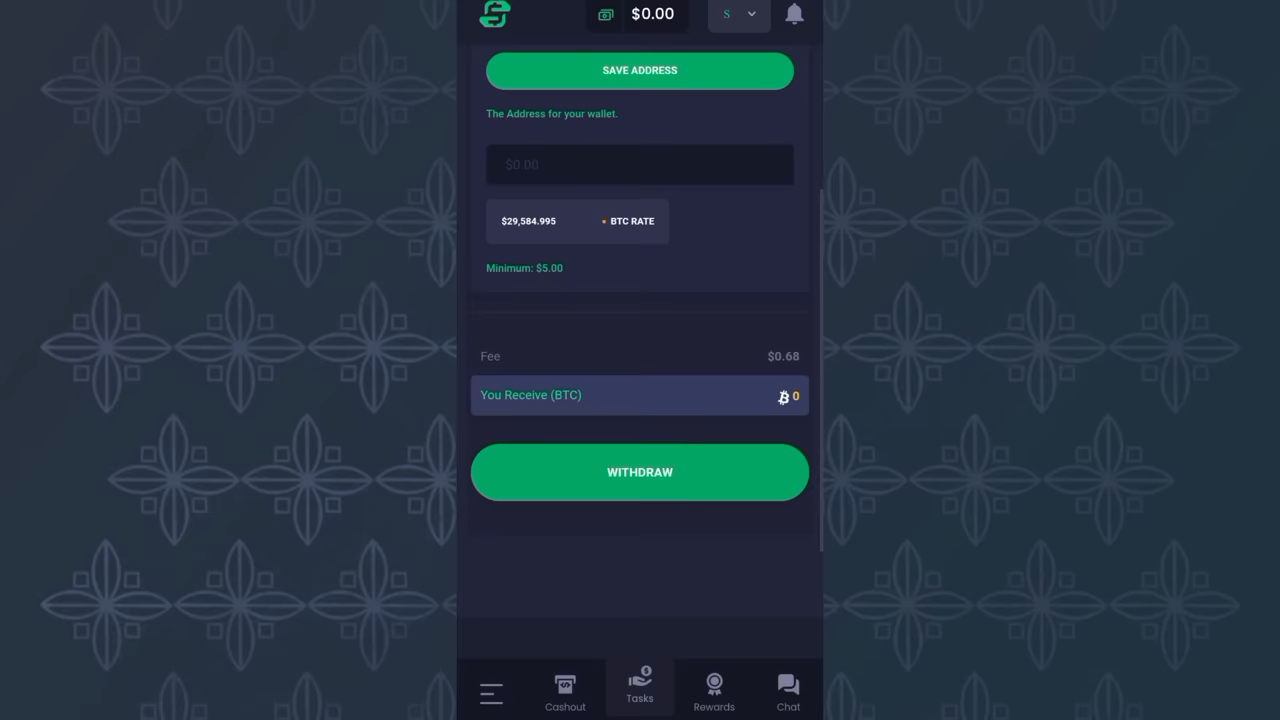 $0.00
S
SAVE ADDRESS
The Address for your wallet.
$0.00
$29,584.995 • BTC RATE
Minimum: $5.00
Fee $0.68
You Receive (BTC) ₿ 0
WITHDRAW
Cashout
Tasks
Rewards
Chat